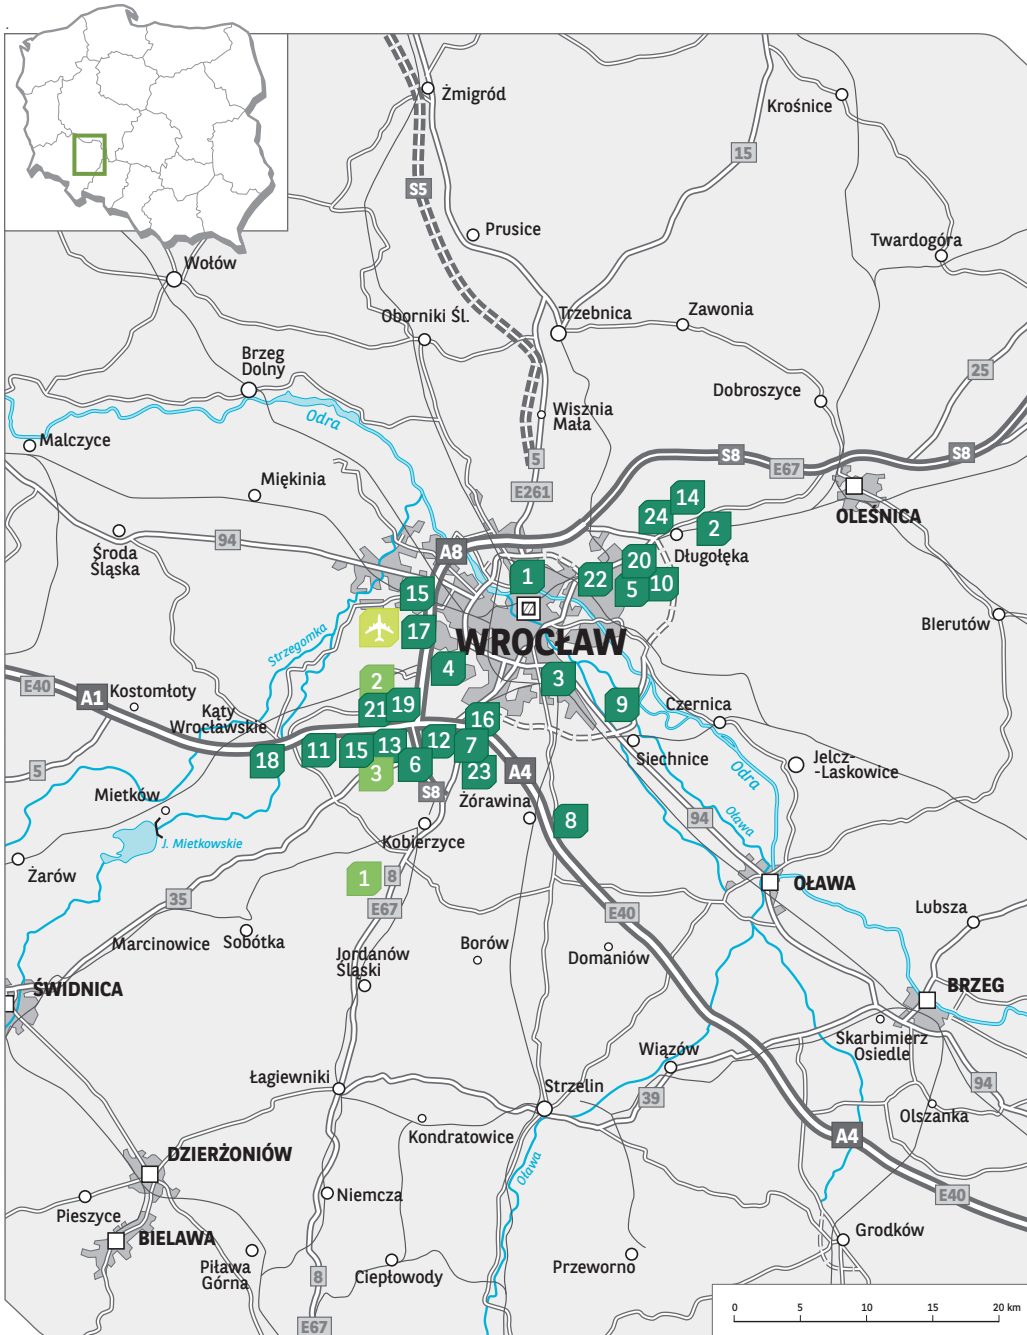 Żmigród
Krośnice
15
S5
Prusice
Twardogóra
Wołów
Oborniki Śl.
Trzebnica
Zawonia
Brzeg
Dolny
25
Dobroszyce
Odra
Wisznia
Mała
Malczyce
S8
S8
5
E67
Miękinia
E261
14
OLEŚNICA
24
2
94
Środa
Śląska
A8
Długołęka
20
1
22
5
10
15
17
WROCŁAW
Strzegomka
BIerutów
4
2
3
E40
A1
Kostomłoty
19
9
Czernica
21
Kąty
Wrocławskie
16
12
7
11
15
13
18
6
Siechnice
Jelcz-
-Laskowice
5
3
23
A4
Odra
S8
Mietków
Żórawina
8
94
Oława
J. Mietkowskie
Kobierzyce
Żarów
1
8
OŁAWA
35
E67
E40
Lubsza
Marcinowice
Sobótka
Borów
Jordanów
Śląski
Domaniów
ŚWIDNICA
BRZEG
Skarbimierz
Osiedle
Wiązów
Łagiewniki
Strzelin
94
39
Olszanka
Kondratowice
A4
DZIERŻONIÓW
Oława
Niemcza
E40
Pieszyce
BIELAWA
Grodków
Piława
Górna
8
Ciepłowody
Przeworno
E67
0
5
10
15
20 km